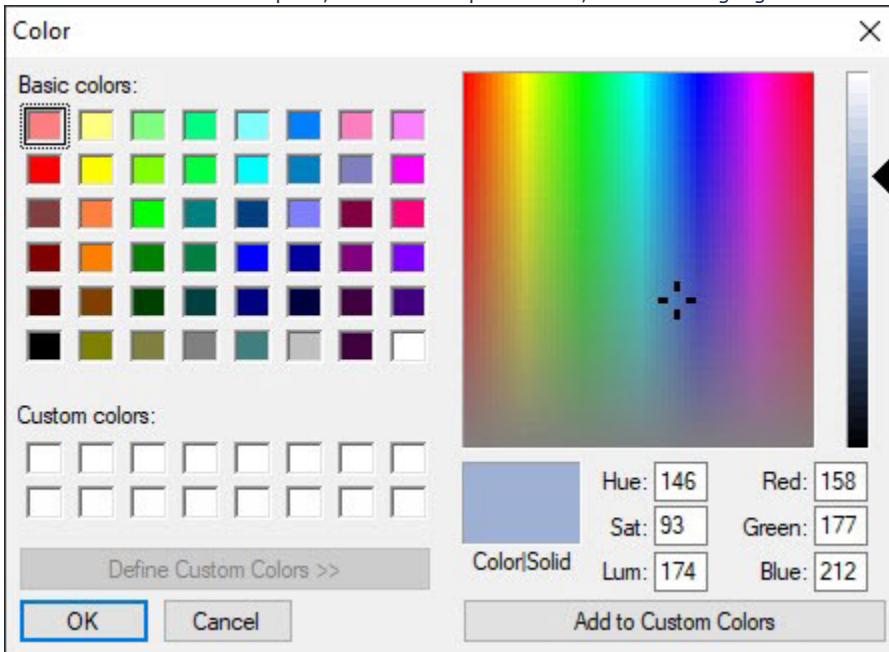 Color
Basic colors:
Custom colors:
Define Custom Colors >>
OK Cancel
Color|Solid
Hue: 146 Red: 158
Sat: 93 Green: 177
Lum: 174 Blue: 212
Add to Custom Colors